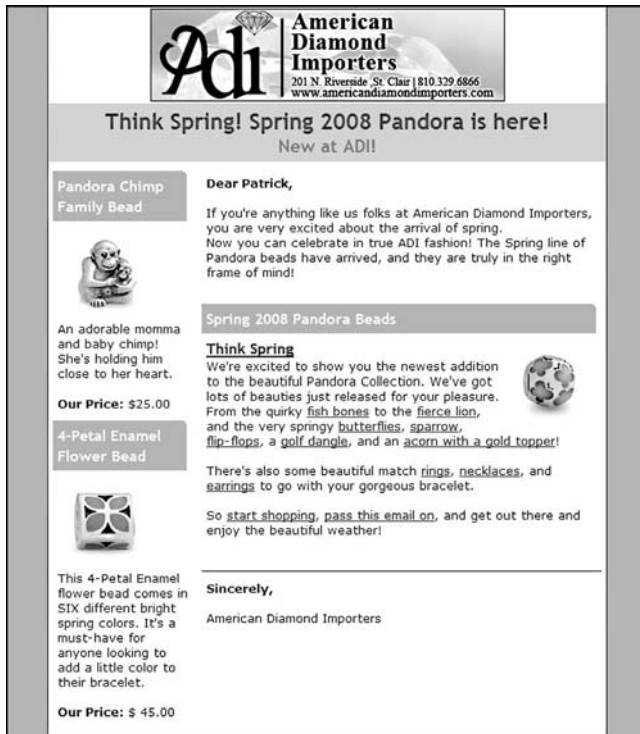 Adi
American
Diamond
Importers
201 N. Riverside ,St. Clair | 810.329.6866
www.americandiamondimporters.com
Think Spring! Spring 2008 Pandora is here!
New at ADI!
Pandora Chimp
Family Bead
An adorable momma
and baby chimp!
She's holding him
close to her heart.
Our Price: $25.00
4-Petal Enamel
Flower Bead
This 4-Petal Enamel
flower bead comes in
SIX different bright
spring colors. It's a
must-have for
anyone looking to
add a little color to
their bracelet.
Our Price: $ 45.00
Dear Patrick,
If you're anything like us folks at American Diamond Importers,
you are very excited about the arrival of spring.
Now you can celebrate in true ADI fashion! The Spring line of
Pandora beads have arrived, and they are truly in the right
frame of mind!
Spring 2008 Pandora Beads
Think Spring
We're excited to show you the newest addition
to the beautiful Pandora Collection. We've got
lots of beauties just released for your pleasure.
From the quirky fish bones to the fierce lion,
and the very springy butterflies, sparrow,
flip-flops, a golf dangle, and an acorn with a gold topper!
There's also some beautiful match rings, necklaces, and
earrings to go with your gorgeous bracelet.
So start shopping, pass this email on, and get out there and
enjoy the beautiful weather!
Sincerely,
American Diamond Importers